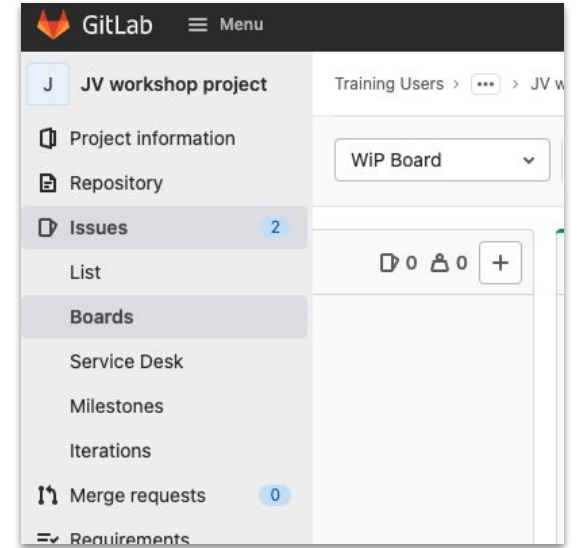 GitLab Menu
J JV workshop project
Training Users > ... > JV w
Project information
WiP Board
Repository
Issues 2
0 0 +
List
Boards
Service Desk
Milestones
Iterations
Merge requests 0
Requirements